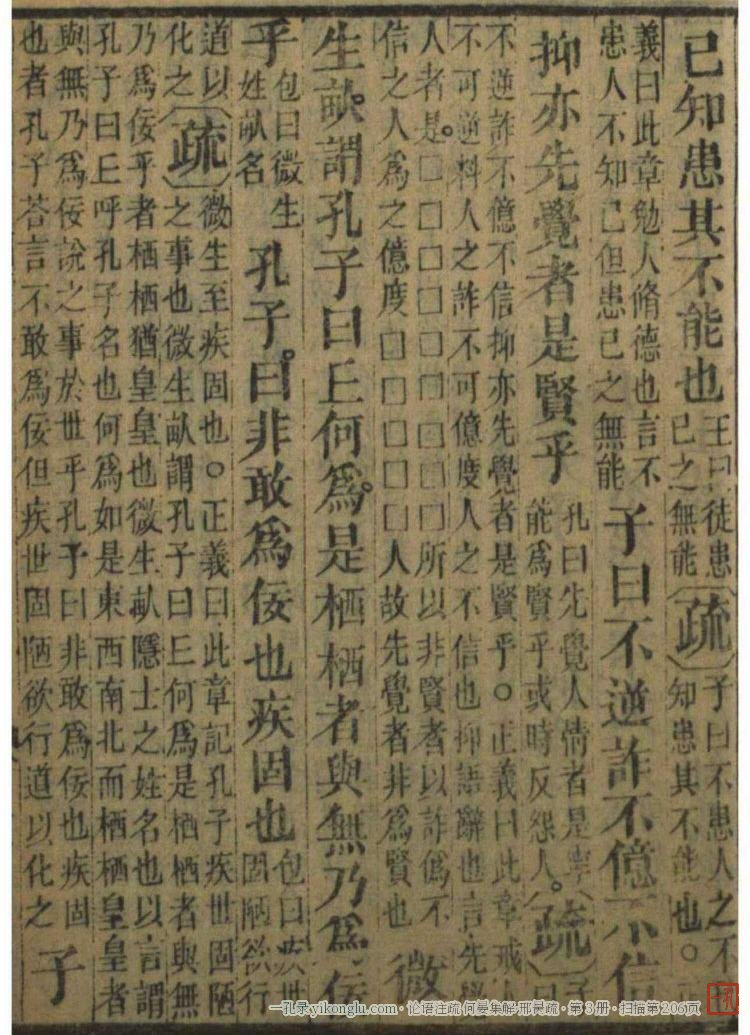 已知患其不能也王曰徒患已之無能疏子曰不患人之不知患其不能也。
義曰此章勉人脩德也言不患人不知已但患已之無能子曰不逆詐不億不信
抑亦先覺者是賢乎孔曰先覺人情者是寧能爲賢乎或時反怨人。疏子曰
不逆詐不億不信抑亦先覺者是賢乎。正義曰此章戒
不可逆料人之詐不可億度人之不信也抑語辭也言先覺
人者是。□□□□□□□□□所以非賢者以詐僞不
信之人爲之億度□□□□□□人故先覺者非爲賢也微
生畝謂孔子曰丘何爲是栖栖者與無乃爲佞
乎包曰微生姓畝名孔子曰非敢爲佞也疾固也包曰疾世固陋欲行
道以化之疏微生至疾固也。正義曰此章記孔子疾世固陋
之事也微生畝謂孔子曰丘何爲是栖栖者與無
乃爲佞乎者栖栖猶皇皇也微生畝隱士之姓名也以言謂
孔子曰丘呼孔子名也何爲如是東西南北而栖栖皇皇者
與無乃爲佞說之事於世乎孔子曰非敢爲佞也疾固
也者孔子荅言不敢爲佞但疾世固陋欲行道以化之子
一孔录yikonglu.com·论语注疏.何晏集解.邢昺疏·第3册·扫描第206页